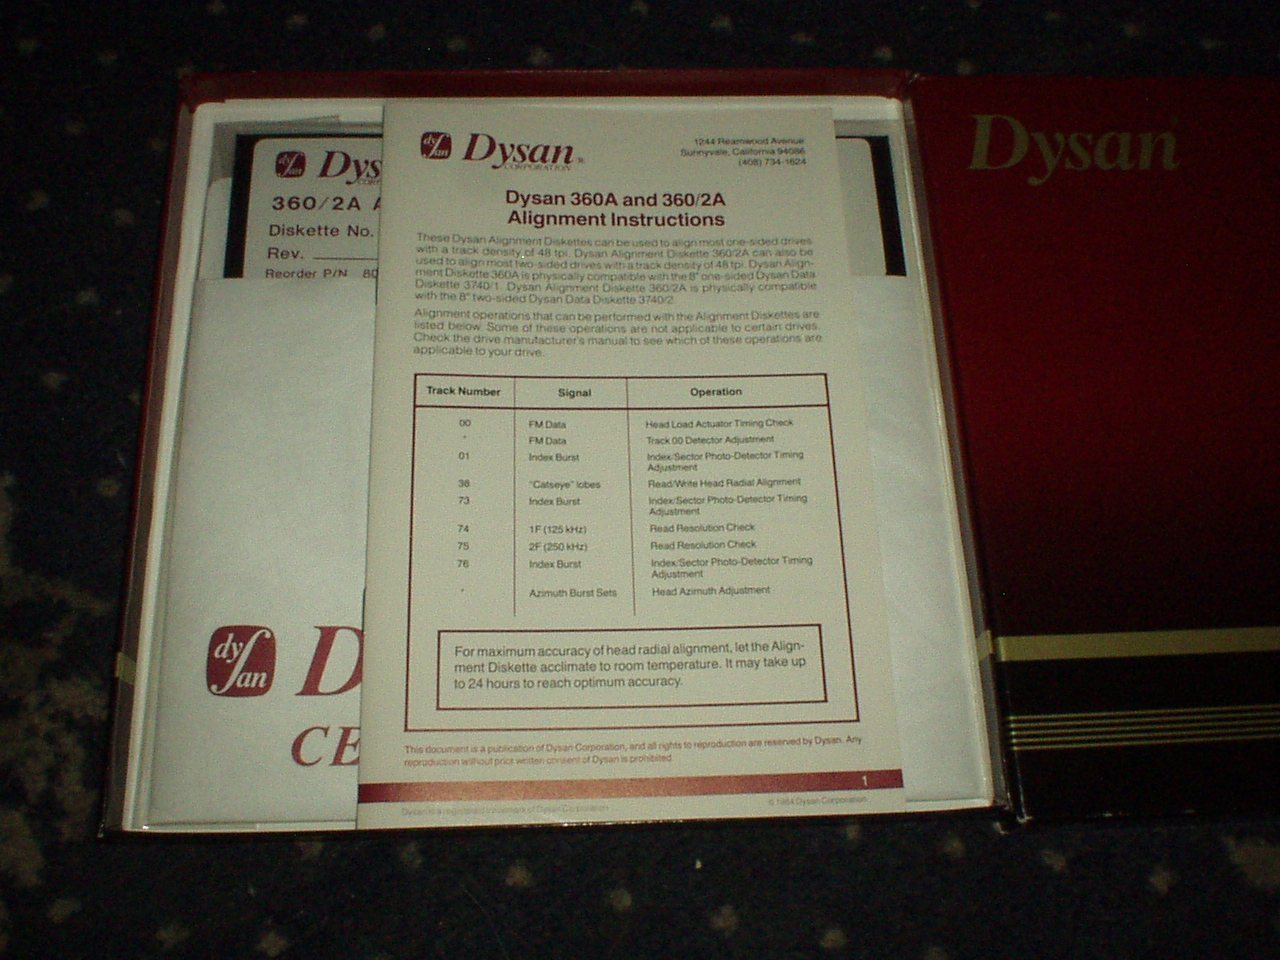 Dysan
dy
san
Dys
CORP
360/2A A
Diskette No.
Rev.
Reorder P/N 80
dy
san
D
CE
dy
san
Dysan®
CORPORATION
1244 Reamwood Avenue
Sunnyvale, California 94086
(408) 734-1624
Dysan 360A and 360/2A
Alignment Instructions
These Dysan Alignment Diskettes can be used to align most one-sided drives
with a track density of 48 tpi. Dysan Alignment Diskette 360/2A can also be
used to align most two-sided drives with a track density of 48 tpi. Dysan Align-
ment Diskette 360A is physically compatible with the 8" one-sided Dysan Data
Diskette 3740/1. Dysan Alignment Diskette 360/2A is physically compatible
with the 8" two-sided Dysan Data Diskette 3740/2.
Alignment operations that can be performed with the Alignment Diskettes are
listed below. Some of these operations are not applicable to certain drives.
Check the drive manufacturer's manual to see which of these operations are
applicable to your drive.
Track Number Signal Operation
00 FM Data Head Load Actuator Timing Check
" FM Data Track 00 Detector Adjustment
01 Index Burst Index/Sector Photo-Detector Timing
Adjustment
38 "Catseye" lobes Read/Write Head Radial Alignment
73 Index Burst Index/Sector Photo-Detector Timing
Adjustment
74 1F (125 kHz) Read Resolution Check
75 2F (250 kHz) Read Resolution Check
76 Index Burst Index/Sector Photo-Detector Timing
Adjustment
" Azimuth Burst Sets Head Azimuth Adjustment
For maximum accuracy of head radial alignment, let the Align-
ment Diskette acclimate to room temperature. It may take up
to 24 hours to reach optimum accuracy.
This document is a publication of Dysan Corporation, and all rights to reproduction are reserved by Dysan. Any
reproduction without prior written consent of Dysan is prohibited.
1
Dysan is a registered trademark of Dysan Corporation
© 1984 Dysan Corporation